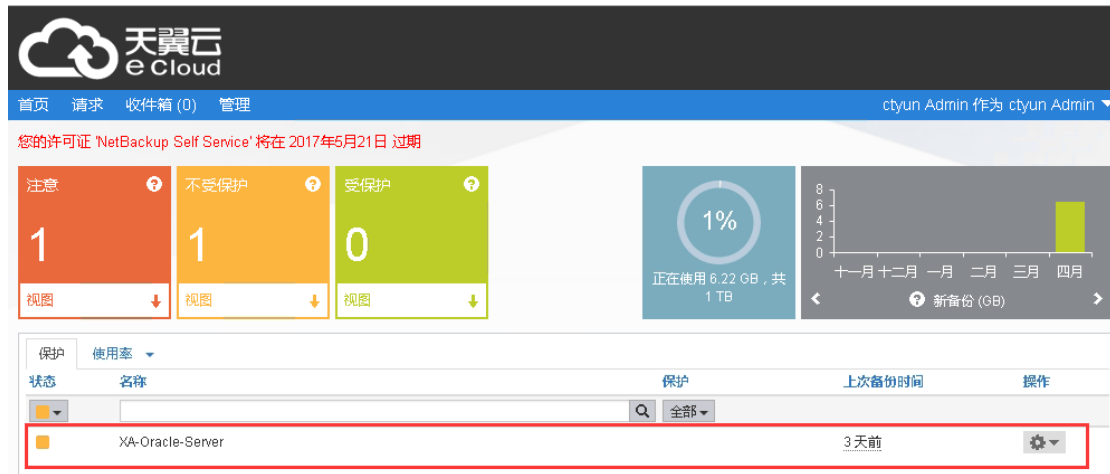 天翼云
e Cloud
首页 请求 收件箱 (0) 管理 ctyun Admin 作为 ctyun Admin
您的许可证 'NetBackup Self Service' 将在 2017年5月21日 过期
注意
1
视图
不受保护
1
视图
受保护
0
视图
1%
正在使用 6.22 GB，共
1 TB
8
6
4
2
0
十一月 十二月 一月 二月 三月 四月
新备份 (GB)
保护 使用率
状态 名称 保护 上次备份时间 操作
全部
XA-Oracle-Server 3 天前